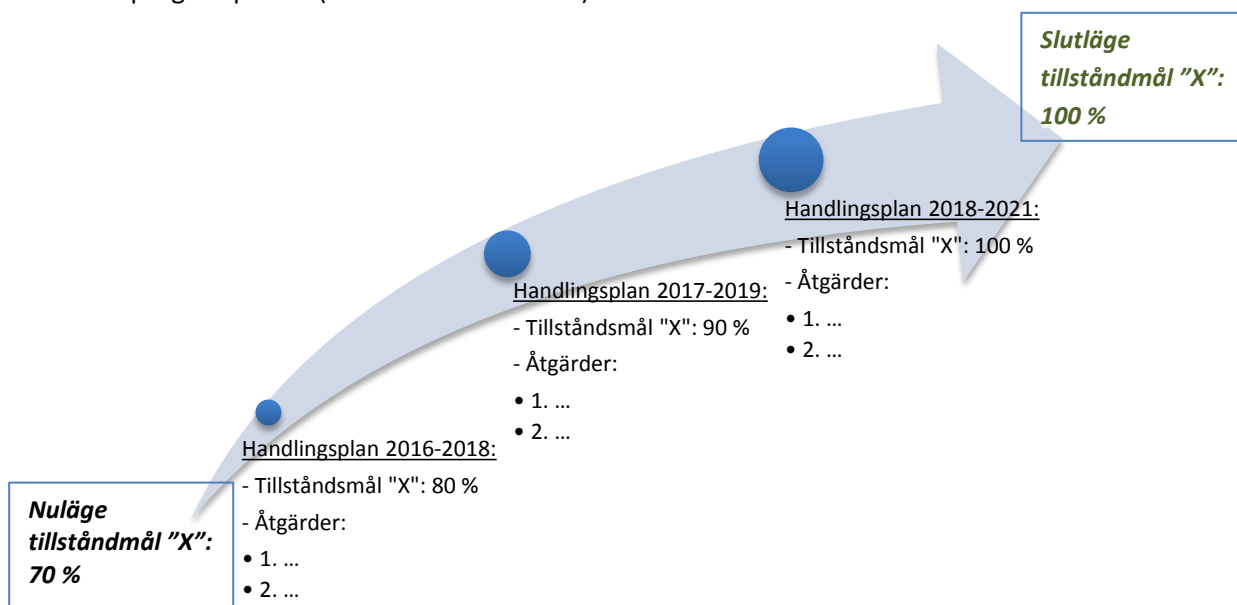 Slutläge
tillståndmål ”X”:
100 %
Handlingsplan 2018-2021:
- Tillståndsmål "X": 100 %
- Åtgärder:
• 1. ...
• 2. ...
Handlingsplan 2017-2019:
- Tillståndsmål "X": 90 %
- Åtgärder:
• 1. ...
• 2. ...
Handlingsplan 2016-2018:
- Tillståndsmål "X": 80 %
- Åtgärder:
• 1. ...
• 2. ...
Nuläge
tillståndmål ”X”:
70 %